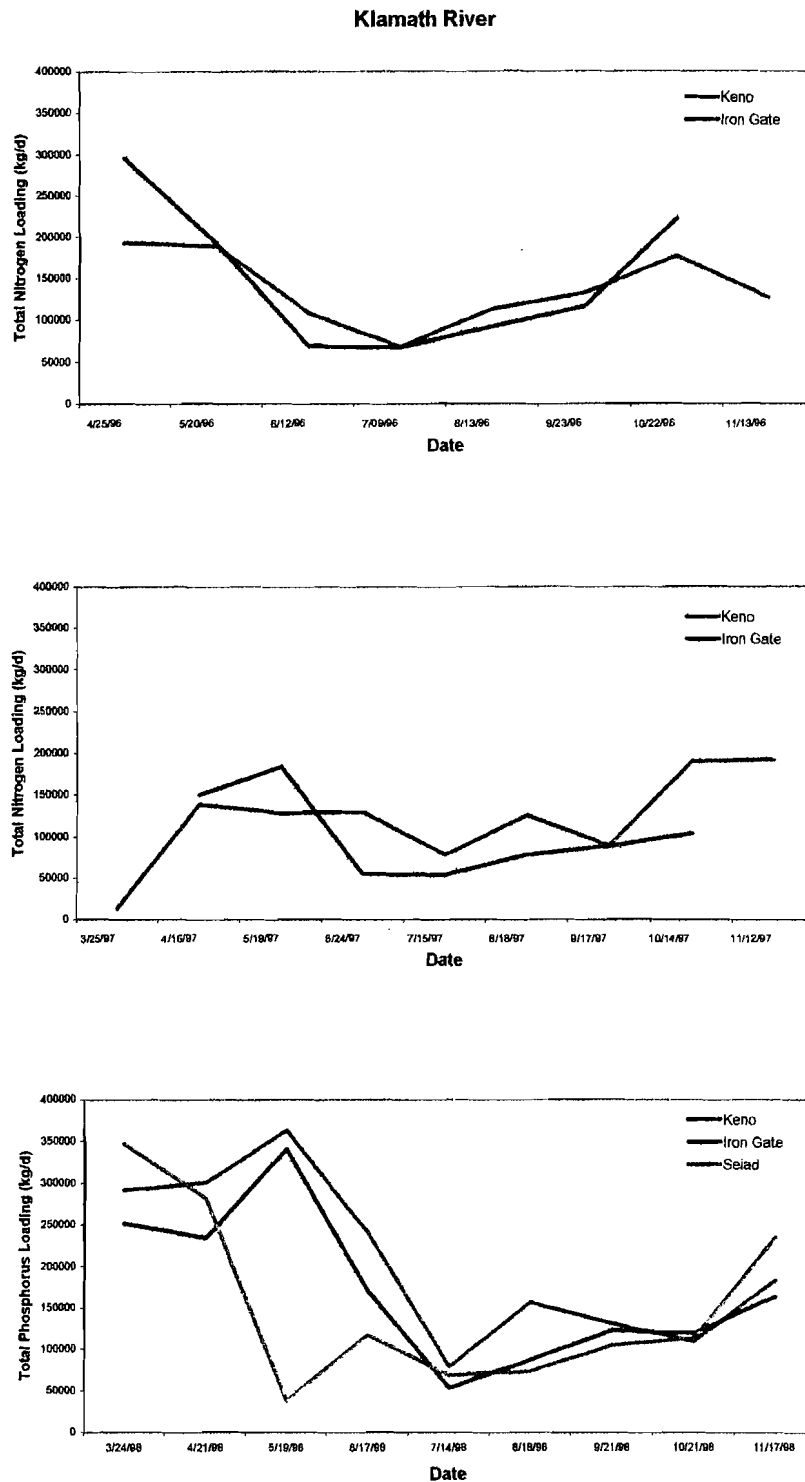 Klamath River
Total Nitrogen Loading (kg/d)
400000
350000
300000
250000
200000
150000
100000
50000
0
Keno
Iron Gate
4/25/96 5/20/96 6/12/96 7/09/96 8/13/96 9/23/96 10/22/96 11/13/96
Date
Total Nitrogen Loading (kg/d)
400000
350000
300000
250000
200000
150000
100000
50000
0
Keno
Iron Gate
3/25/97 4/16/97 5/19/97 6/24/97 7/15/97 8/18/97 9/17/97 10/14/97 11/12/97
Date
Total Phosphorus Loading (kg/d)
400000
350000
300000
250000
200000
150000
100000
50000
0
Keno
Iron Gate
Seiad
3/24/98 4/21/98 5/19/98 6/17/98 7/14/98 8/18/98 9/21/98 10/21/98 11/17/98
Date